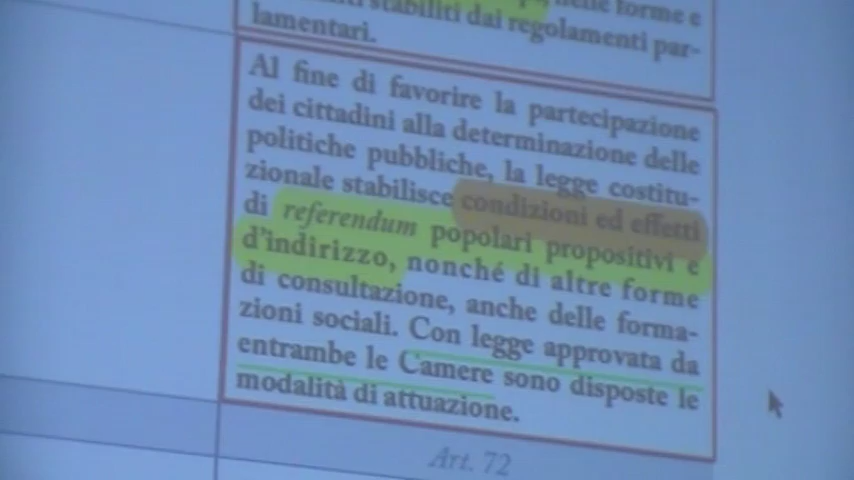 stabiliti dai regolamenti par-
lamentari.
Al fine di favorire la partecipazione
dei cittadini alla determinazione delle
politiche pubbliche, la legge costitu-
zionale stabilisce condizioni ed effetti
di referendum popolari propositivi e
d'indirizzo, nonché di altre forme
di consultazione, anche delle forma-
zioni sociali. Con legge approvata da
entrambe le Camere sono disposte le
modalità di attuazione.
Art. 72